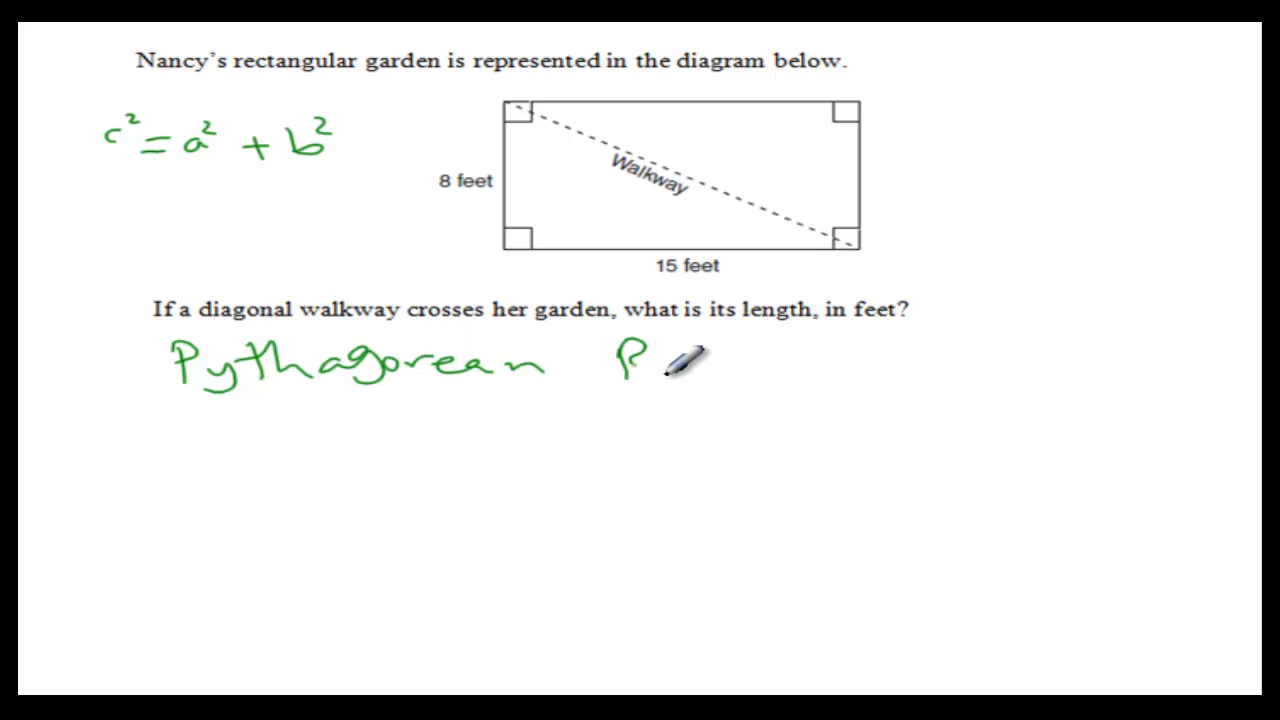 Nancy's rectangular garden is represented in the diagram below.
c² = a² + b²
Walkway
8 feet
15 feet
If a diagonal walkway crosses her garden, what is its length, in feet?
Pythagorean